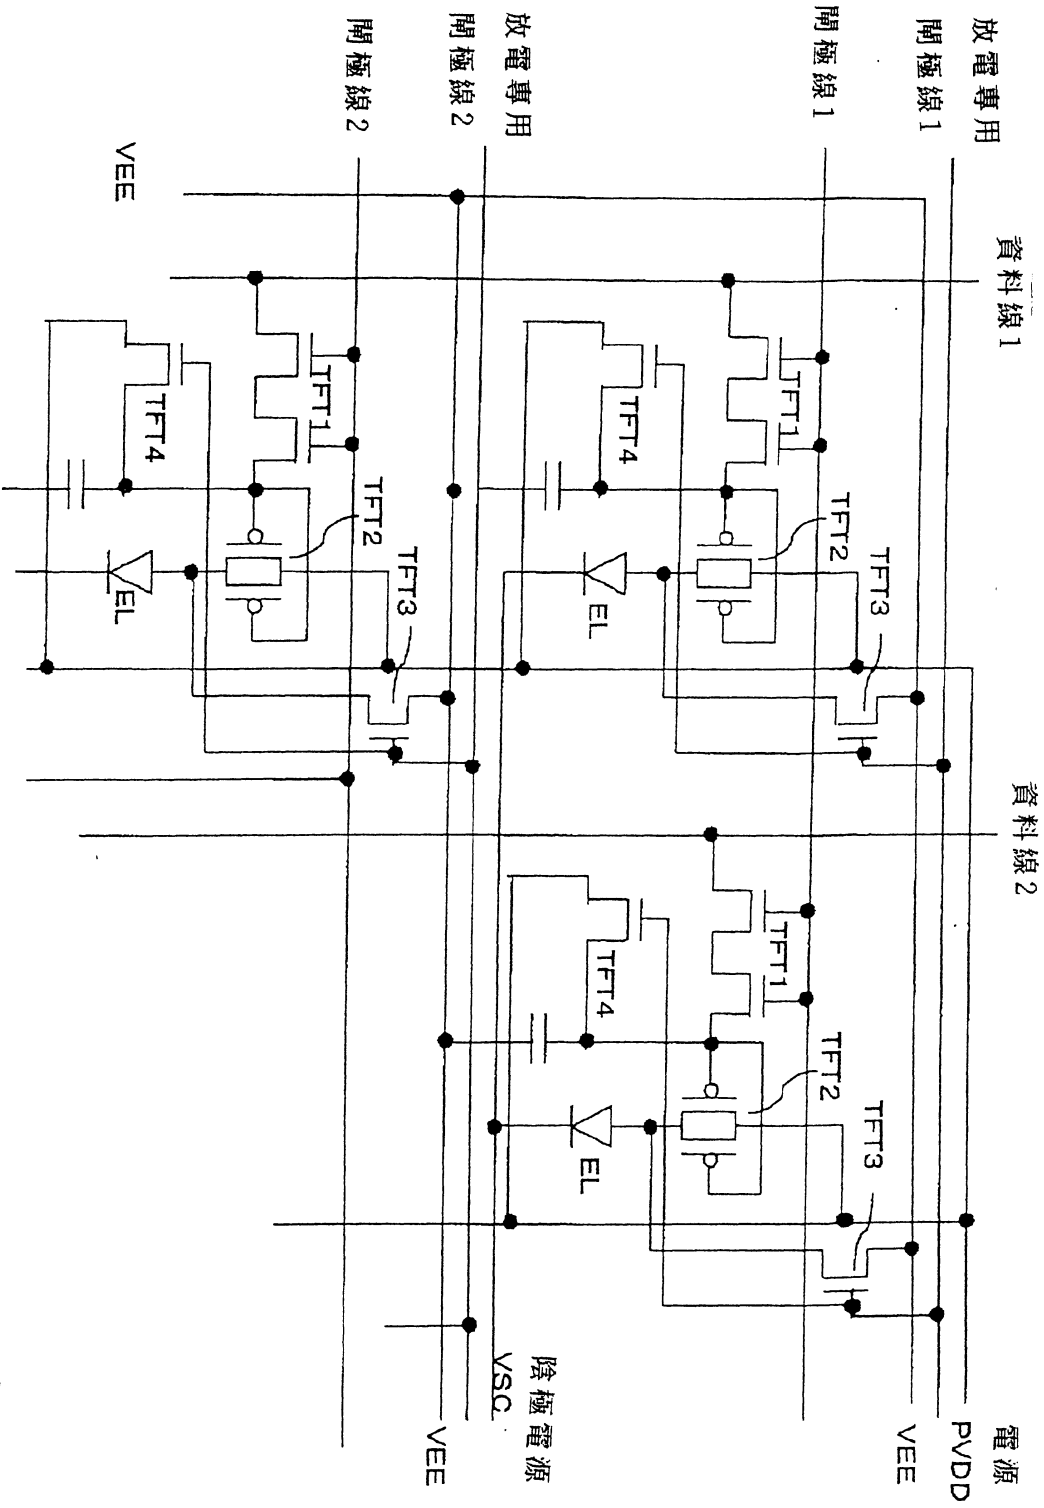 放電專用
閘極線1
閘極線1
放電專用
閘極線2
閘極線2
VEE
資料線1
TFT1
TFT4
TFT2
TFT3
EL
TFT1
TFT4
TFT2
TFT3
EL
資料線2
TFT1
TFT4
TFT2
TFT3
EL
電源
PVDD
VEE
陰極電源
VSC
VEE